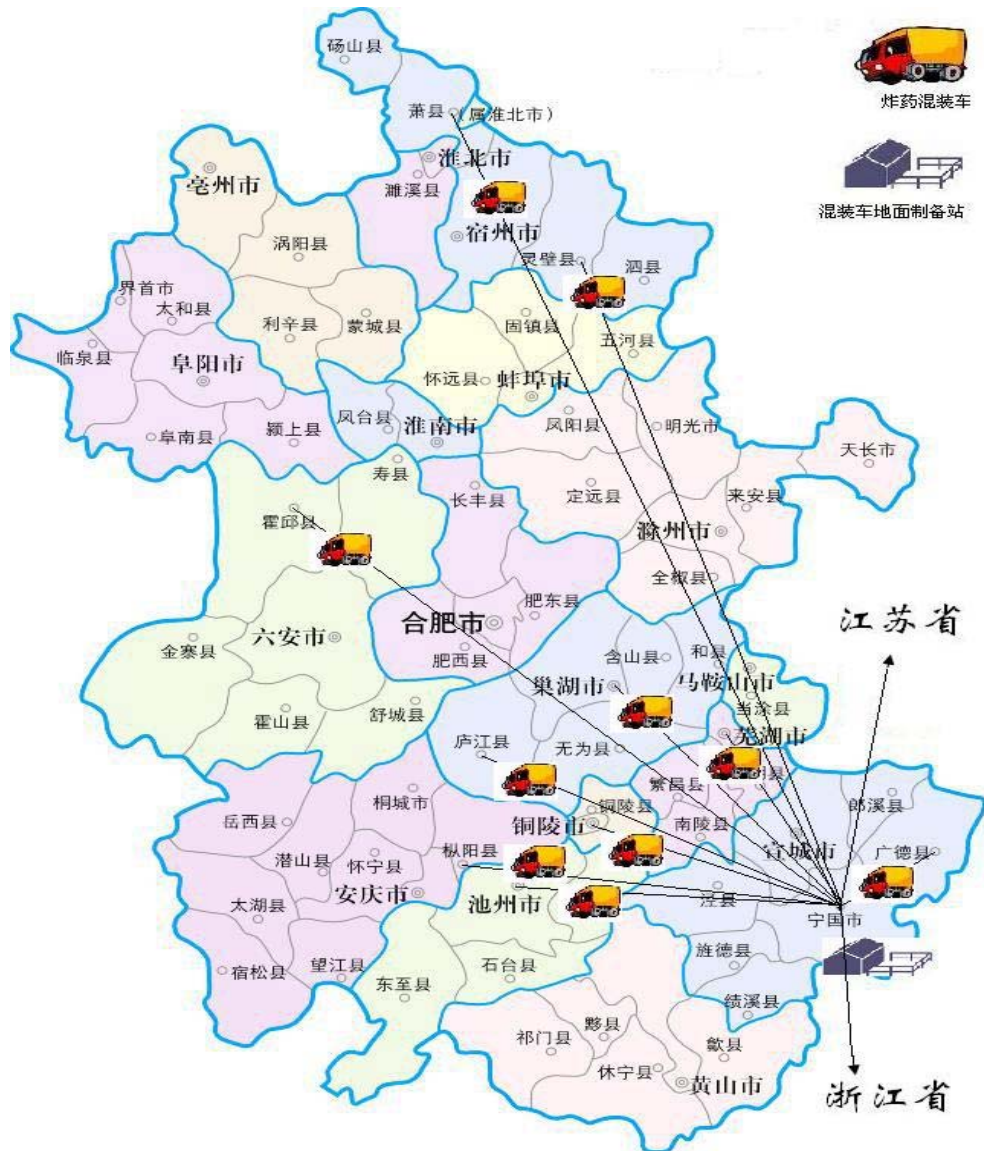 砀山县
炸药混装车
萧县
(属淮北市)
淮北市
亳州市
濉溪县
混装车地面制备站
宿州市
涡阳县
灵壁县
泗县
界首市
太和县
利辛县
蒙城县
固镇县
五河县
临泉县
阜阳市
怀远县
蚌埠市
凤台县
淮南市
凤阳县
明光市
阜南县
颍上县
天长市
寿县
长丰县
定远县
来安县
霍邱县
滁州市
全椒县
肥东县
江苏省
合肥市
六安市
金寨县
肥西县
含山县
和县
巢湖市
马鞍山市
霍山县
舒城县
当涂县
庐江县
无为县
芜湖市
繁昌县
桐城市
郎溪县
岳西县
铜陵县
铜陵市
南陵县
宣城市
潜山县
怀宁县
枞阳县
广德县
安庆市
池州市
泾县
太湖县
宁国市
旌德县
宿松县
望江县
石台县
东至县
绩溪县
黟县
祁门县
歙县
休宁县
黄山市
浙江省